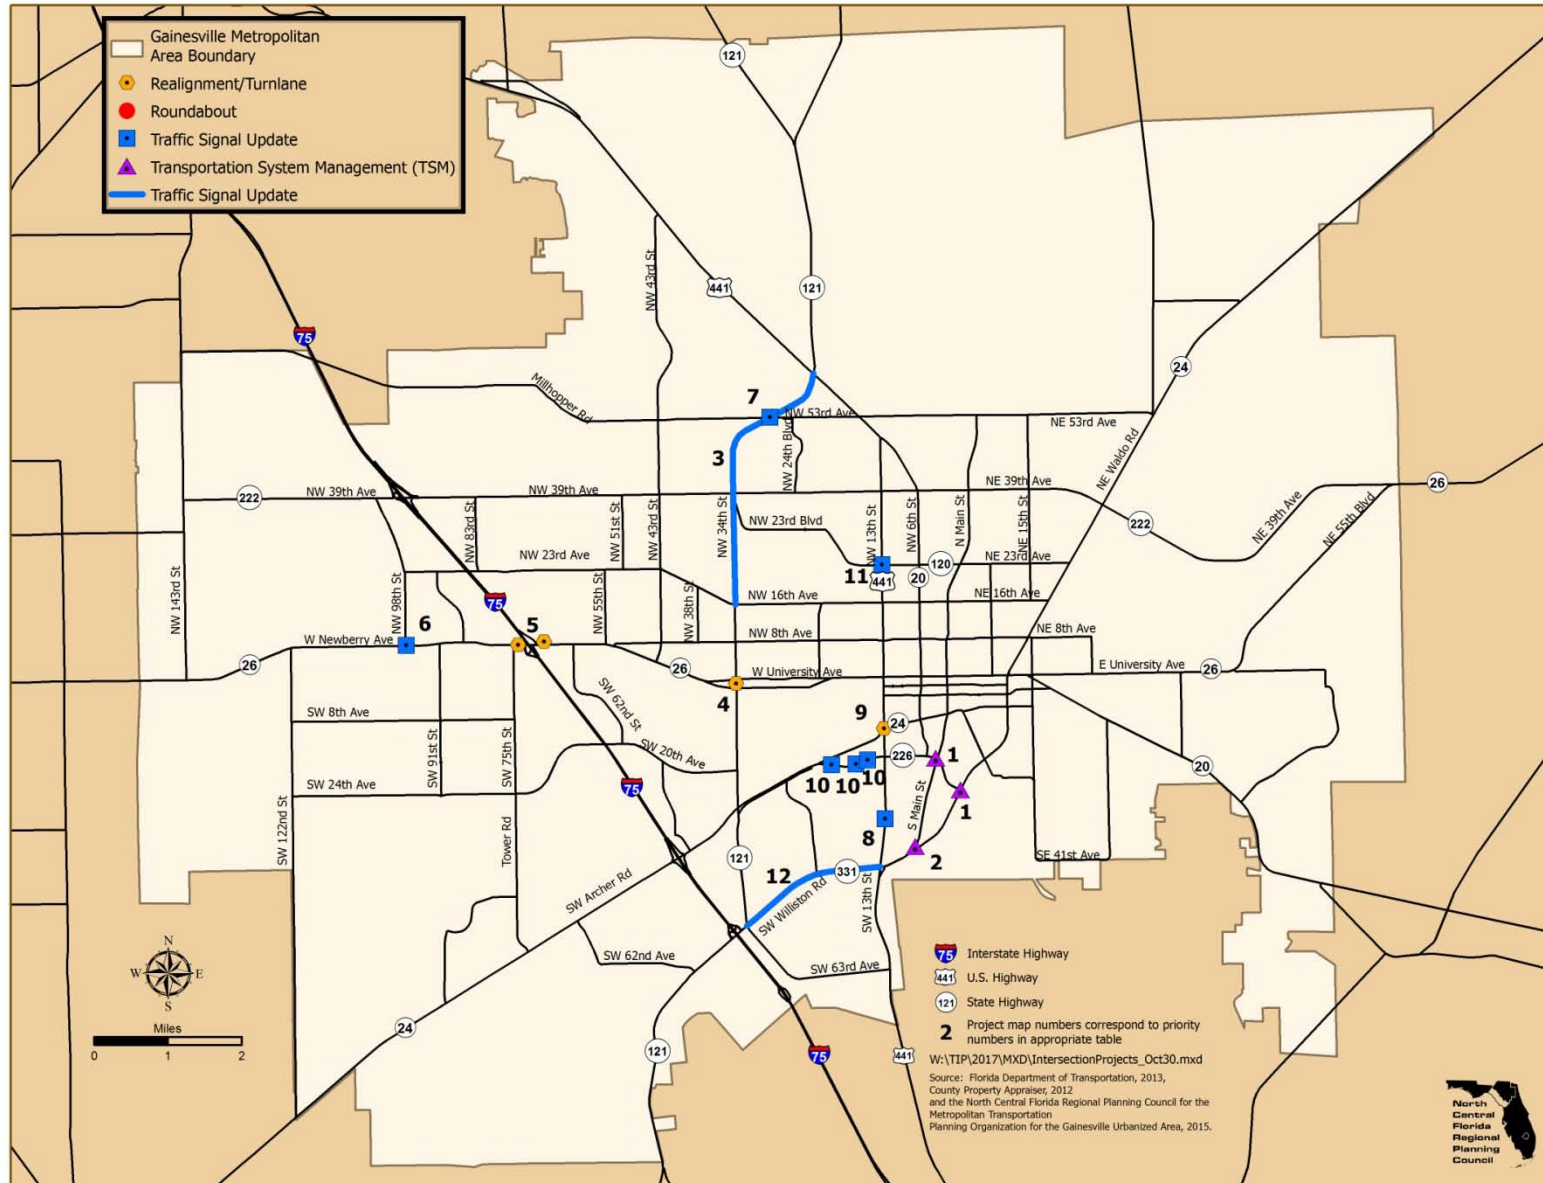 Gainesville Metropolitan
Area Boundary
Realignment/Turnlane
Roundabout
Traffic Signal Update
Transportation System Management (TSM)
Traffic Signal Update
121
NW 43rd St
441
121
75
24
Millhopper Rd
7
NW 53rd Ave
NE 53rd Ave
NW 24th Blvd
3
NE Waldo Rd
26
222
NW 39th Ave
NW 39th Ave
NE 39th Ave
222
NE 39th Ave
NE 55th Blvd
NW 83rd St
NW 51st St
NW 43rd St
NW 34th St
NW 23rd Blvd
NW 13th St
NW 6th St
N Main St
NE 15th St
NW 143rd St
NW 98th St
NW 23rd Ave
11
441
20
120
NE 23rd Ave
75
NW 55th St
NW 38th St
NW 16th Ave
NE 16th Ave
6
5
W Newberry Ave
NW 8th Ave
NE 8th Ave
26
26
W University Ave
E University Ave
26
4
SW 62nd St
SW 8th Ave
9
24
SW 91st St
SW 75th St
SW 20th Ave
226
1
20
SW 24th Ave
75
10
10
10
1
SW 122nd St
Tower Rd
8
S Main St
2
SE 41st Ave
121
12
331
SW Archer Rd
SW Williston Rd
SW 13th St
SW 62nd Ave
SW 63rd Ave
24
121
75
441
N
W
E
S
Miles
0
1
2
75
Interstate Highway
441
U.S. Highway
121
State Highway
2
Project map numbers correspond to priority
numbers in appropriate table
W:\TIP\2017\MXD\IntersectionProjects_Oct30.mxd
Source: Florida Department of Transportation, 2013,
County Property Appraiser, 2012
and the North Central Florida Regional Planning Council for the
Metropolitan Transportation
Planning Organization for the Gainesville Urbanized Area, 2015.
North
Central
Florida
Regional
Planning
Council